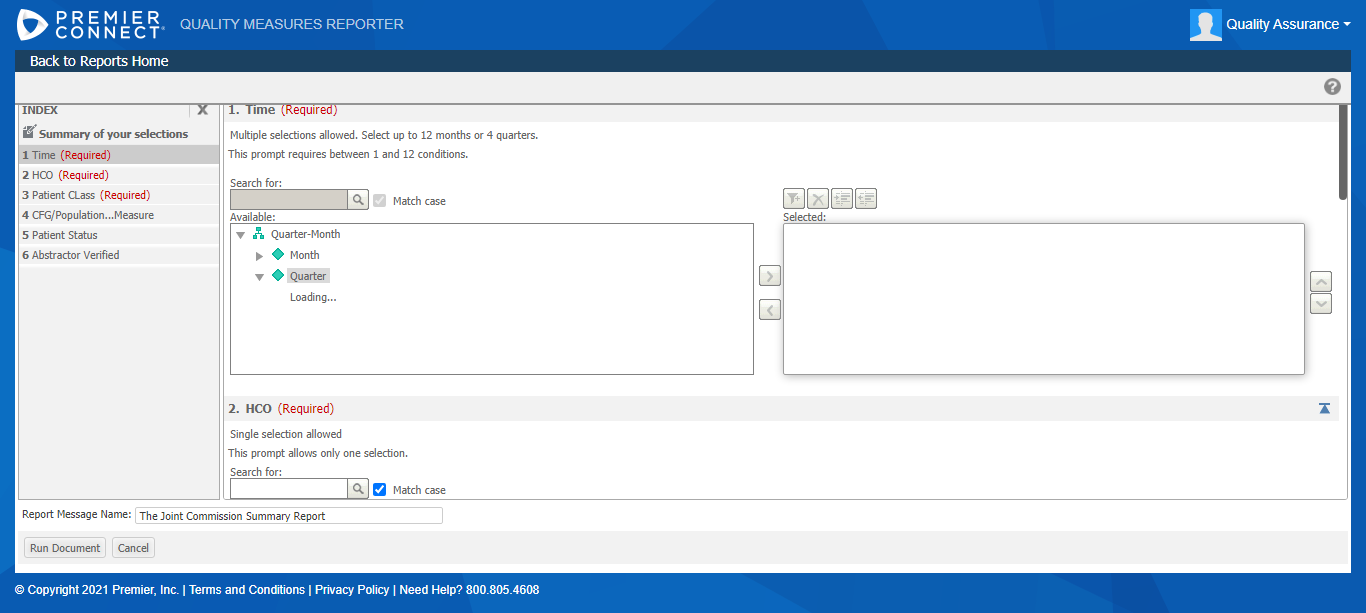 PREMIER CONNECT® QUALITY MEASURES REPORTER
Quality Assurance
Back to Reports Home
INDEX X
Summary of your selections
1 Time (Required)
2 HCO (Required)
3 Patient CLass (Required)
4 CFG/Population...Measure
5 Patient Status
6 Abstractor Verified
1. Time (Required)
Multiple selections allowed. Select up to 12 months or 4 quarters.
This prompt requires between 1 and 12 conditions.
Search for:
Match case
Available:
Quarter-Month
Month
Quarter
Loading...
Selected:
2. HCO (Required)
Single selection allowed
This prompt allows only one selection.
Search for:
Match case
Report Message Name: The Joint Commission Summary Report
Run Document Cancel
© Copyright 2021 Premier, Inc. | Terms and Conditions | Privacy Policy | Need Help? 800.805.4608